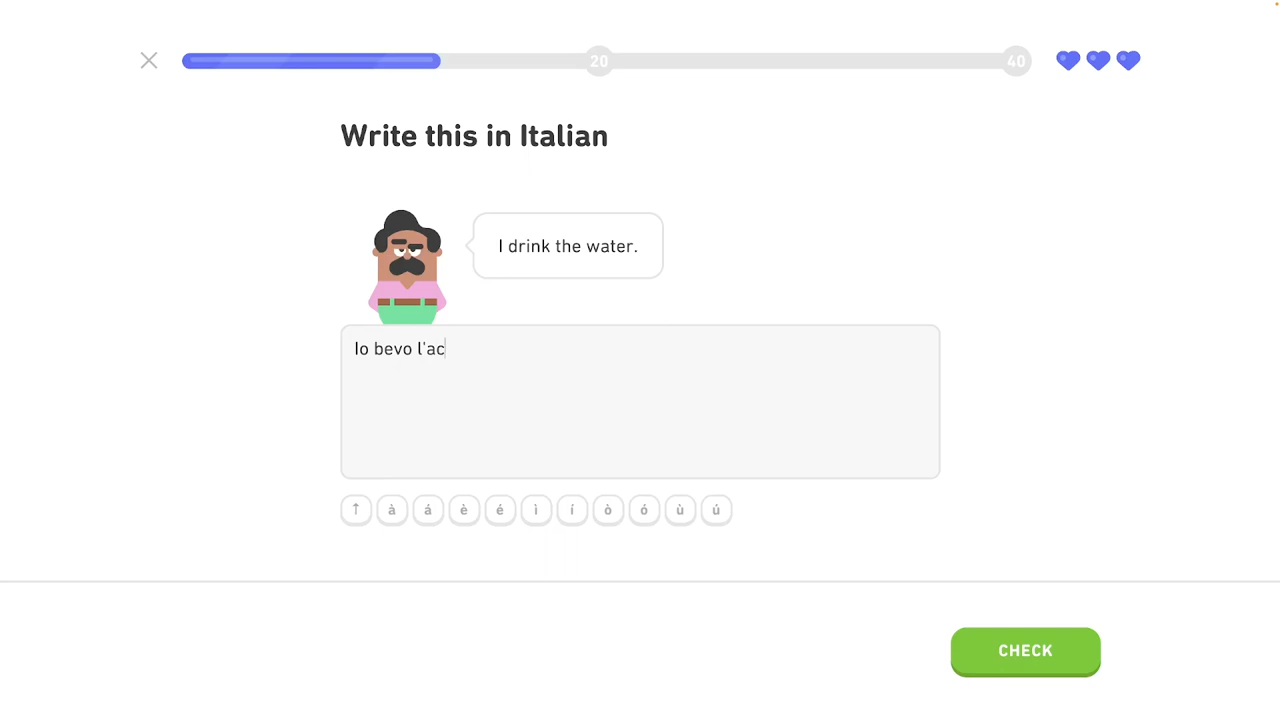 20
40
Write this in Italian
I drink the water.
Io bevo l'ac
↑ à á è é ì í ò ó ù ú
CHECK